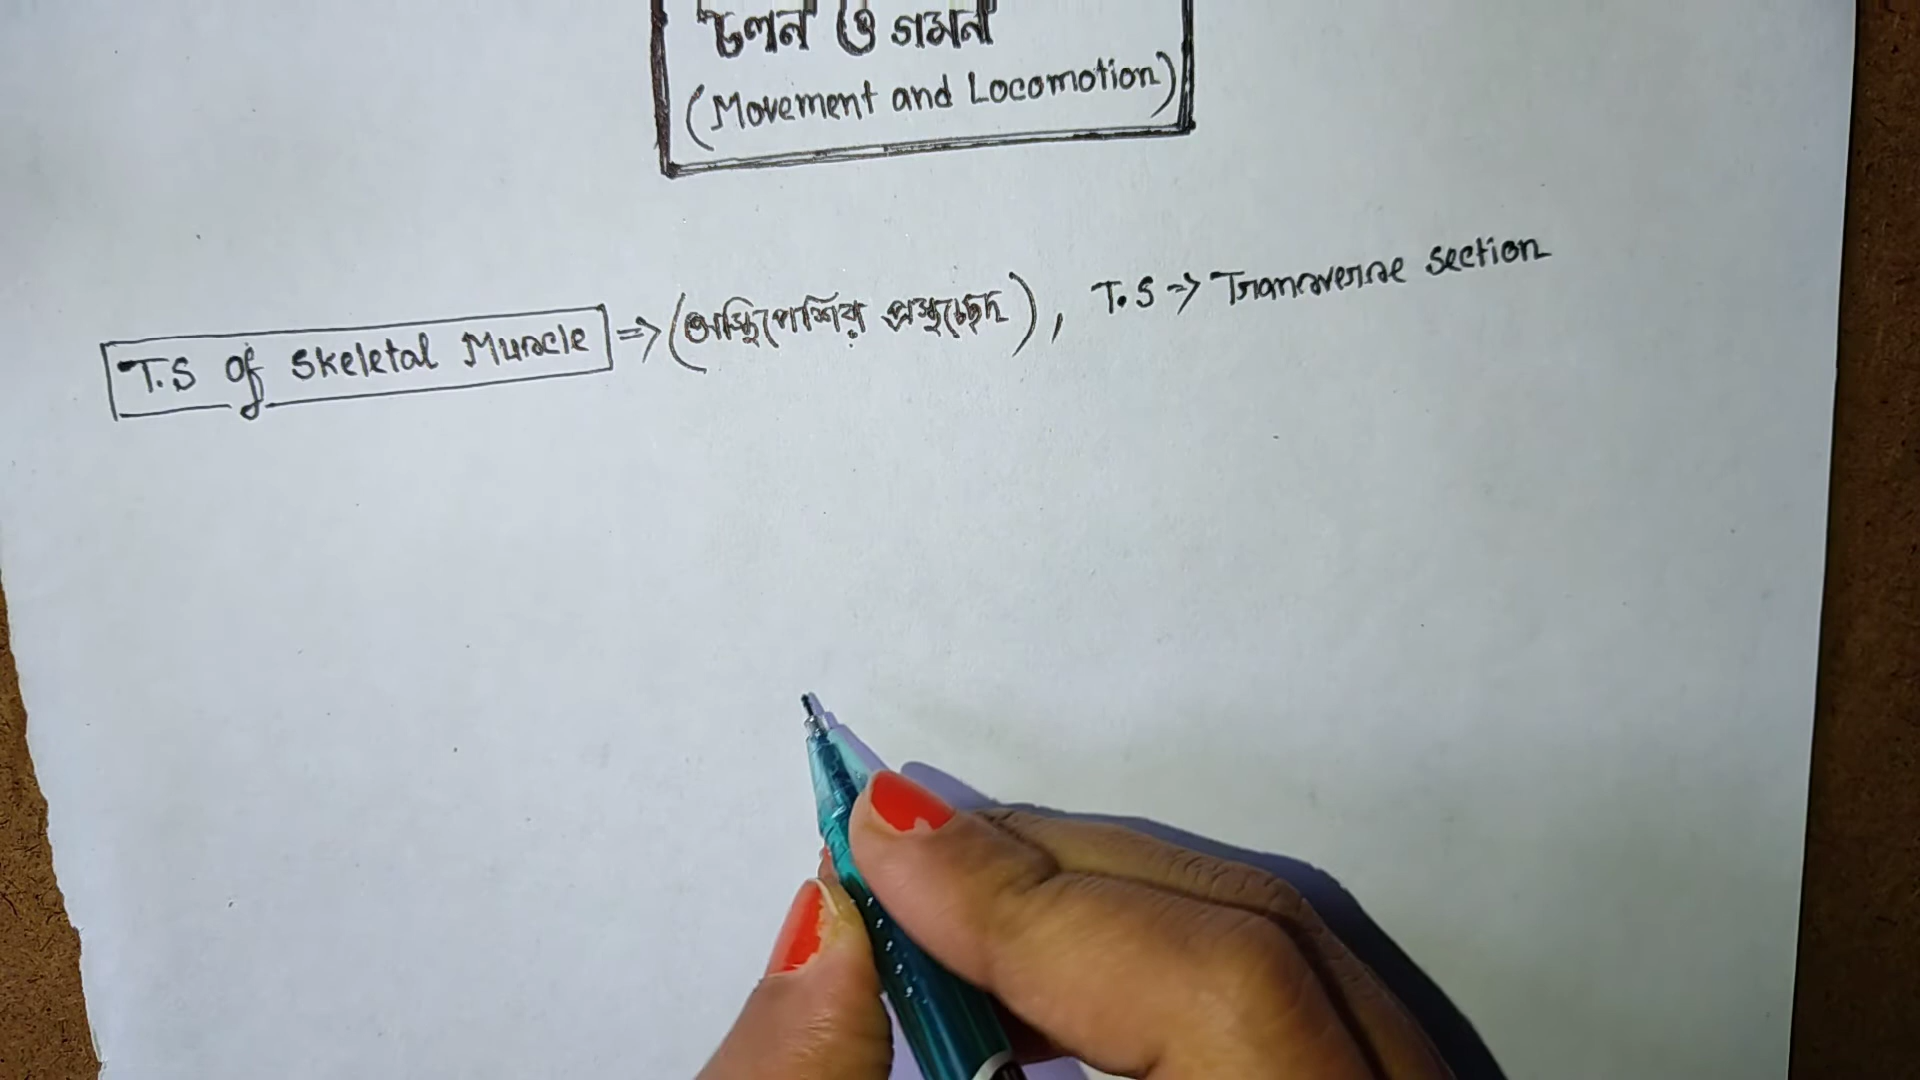 চলন ও গমন
(Movement and Locomotion)
T.S of Skeletal Muscle => (অস্থিপেশির প্রস্থচ্ছেদ), T.S => Transverse section